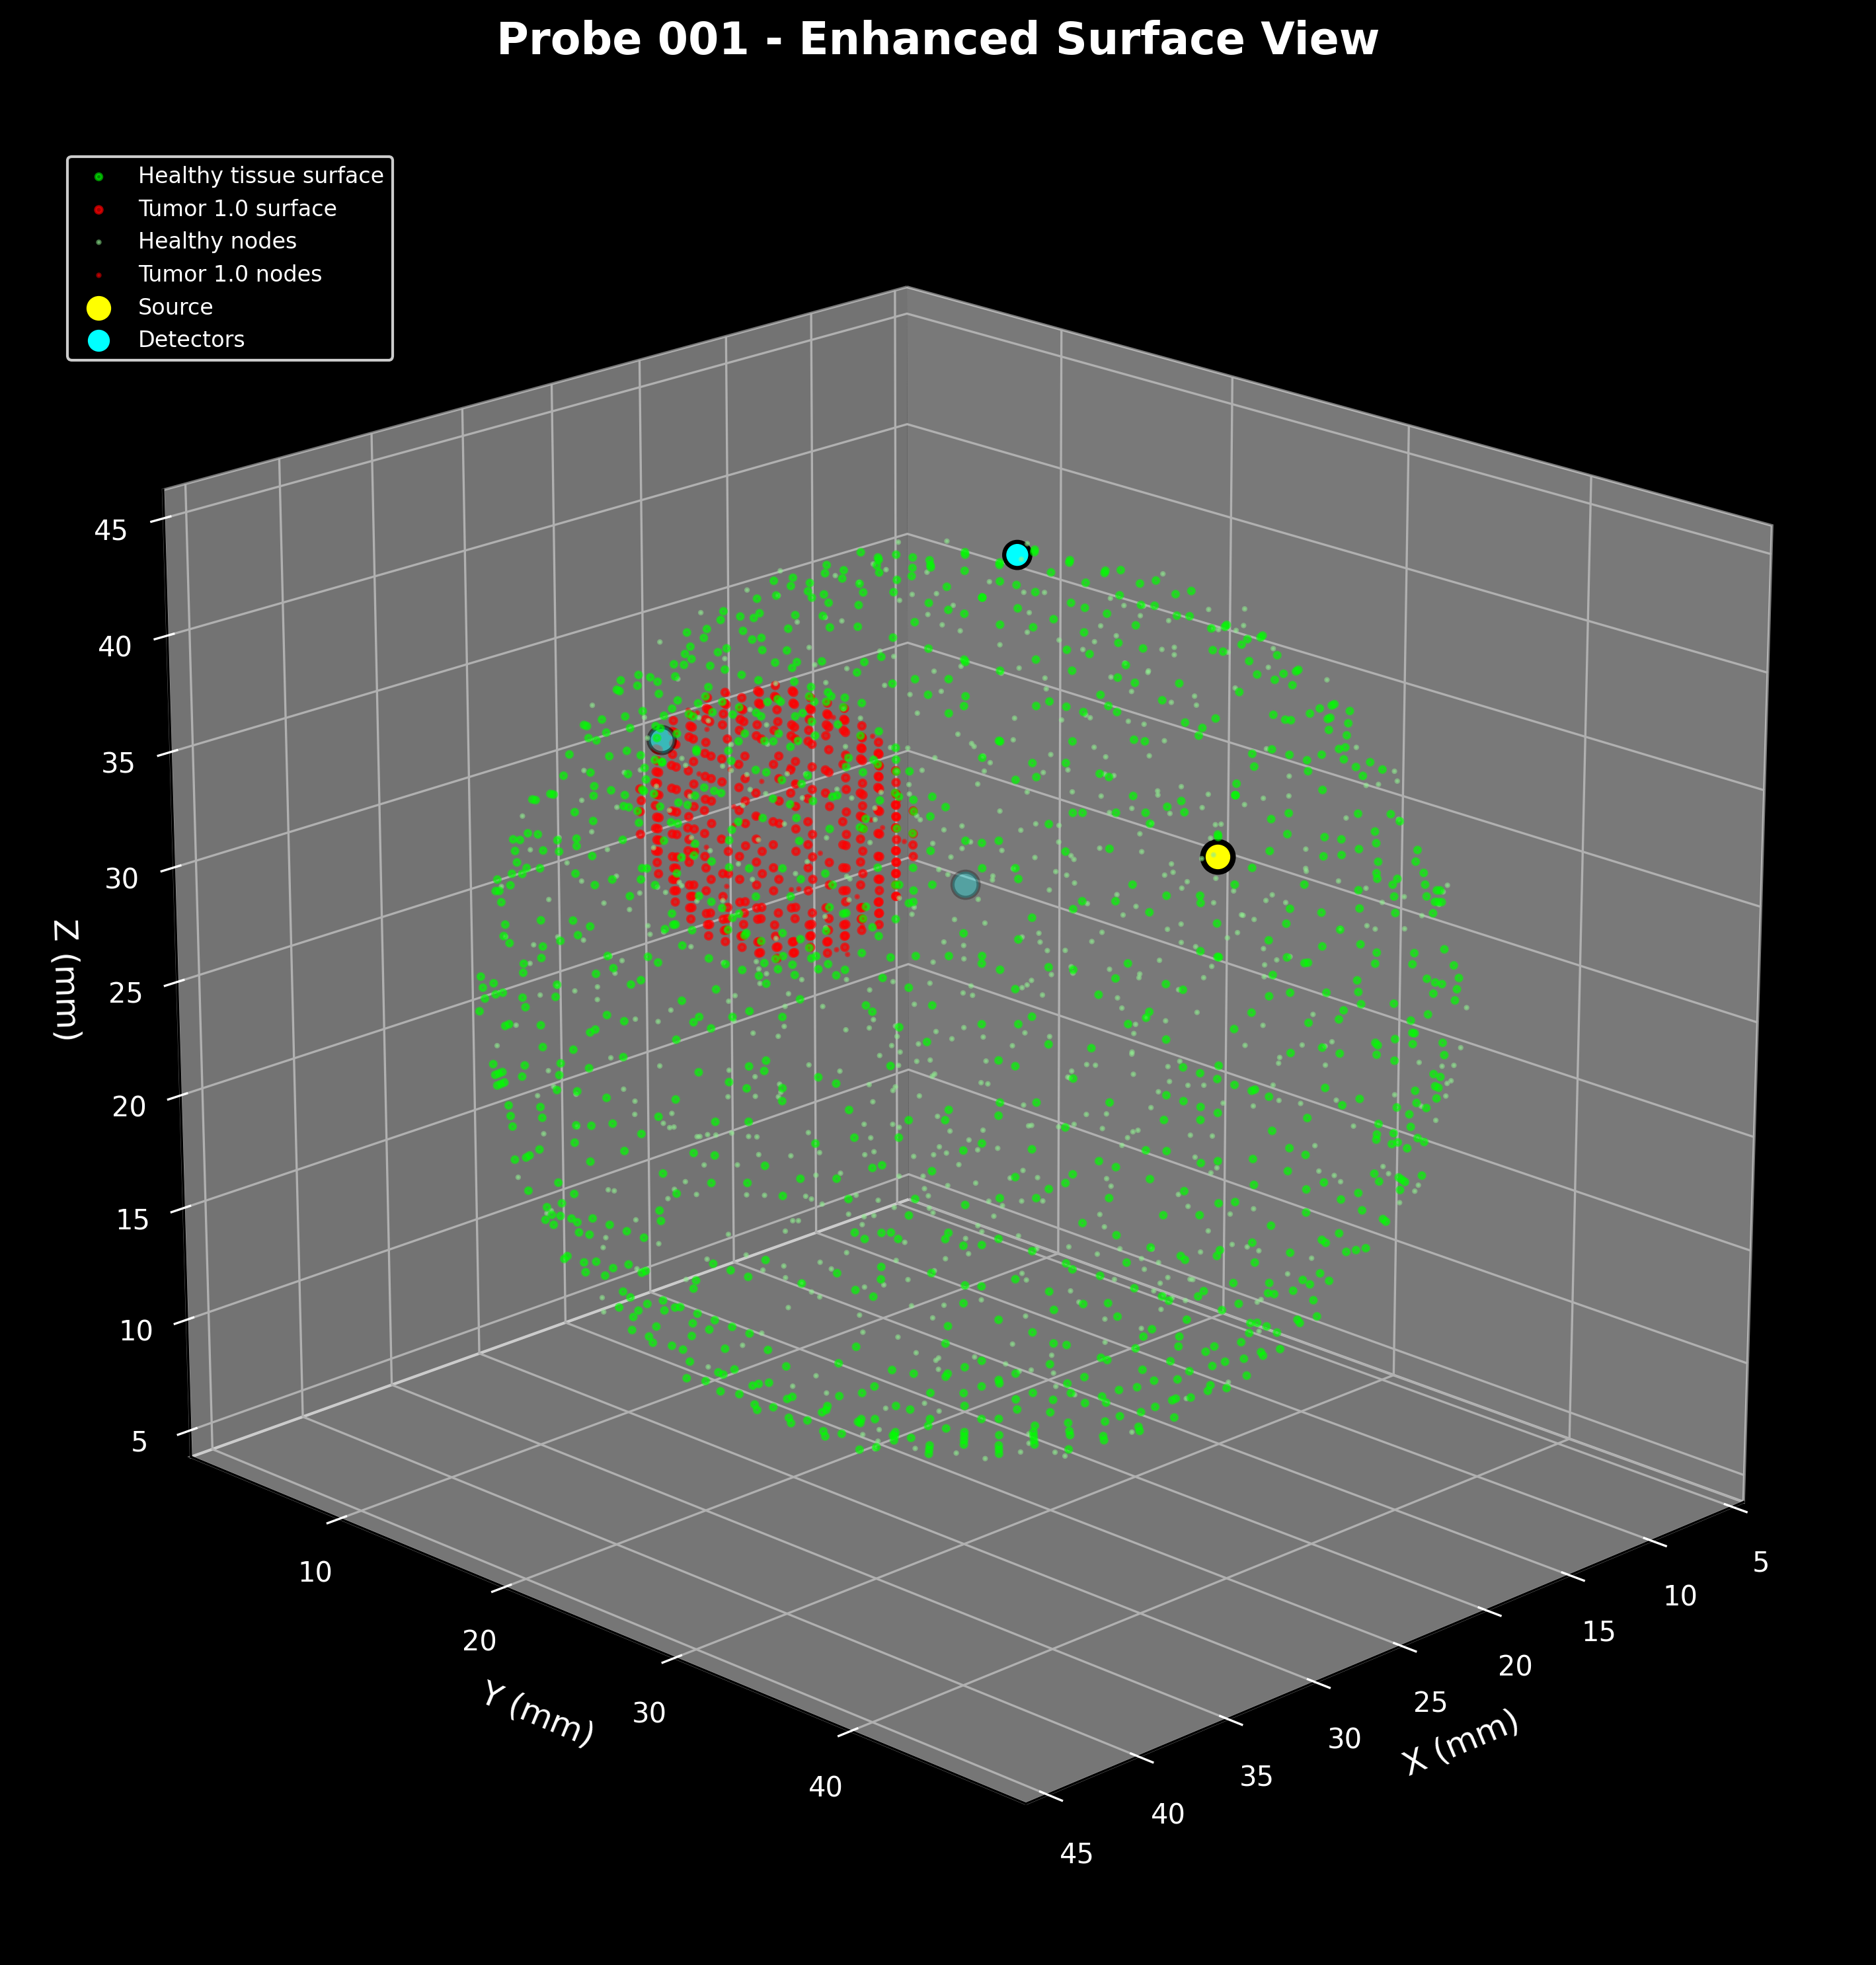 Probe 001 - Enhanced Surface View
Healthy tissue surface
Tumor 1.0 surface
Healthy nodes
Tumor 1.0 nodes
Source
Detectors
45
40
35
30
25
20
15
10
5
Z (mm)
10
20
30
40
Y (mm)
5
10
15
20
25
30
35
40
45
X (mm)